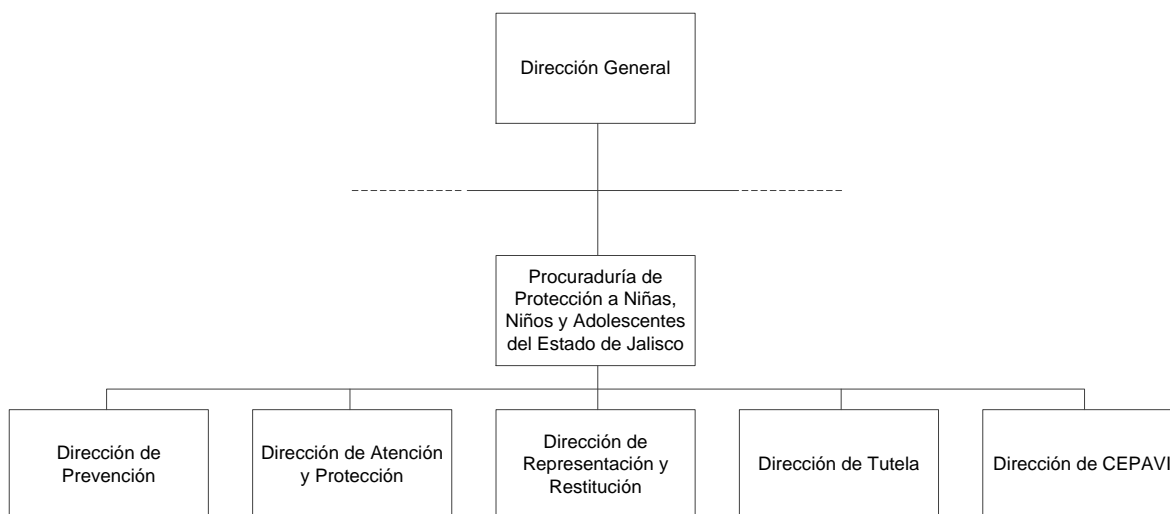 Dirección General
Procuraduría de
Protección a Niñas,
Niños y Adolescentes
del Estado de Jalisco
Dirección de
Prevención
Dirección de Atención
y Protección
Dirección de
Representación y
Restitución
Dirección de Tutela
Dirección de CEPAVI